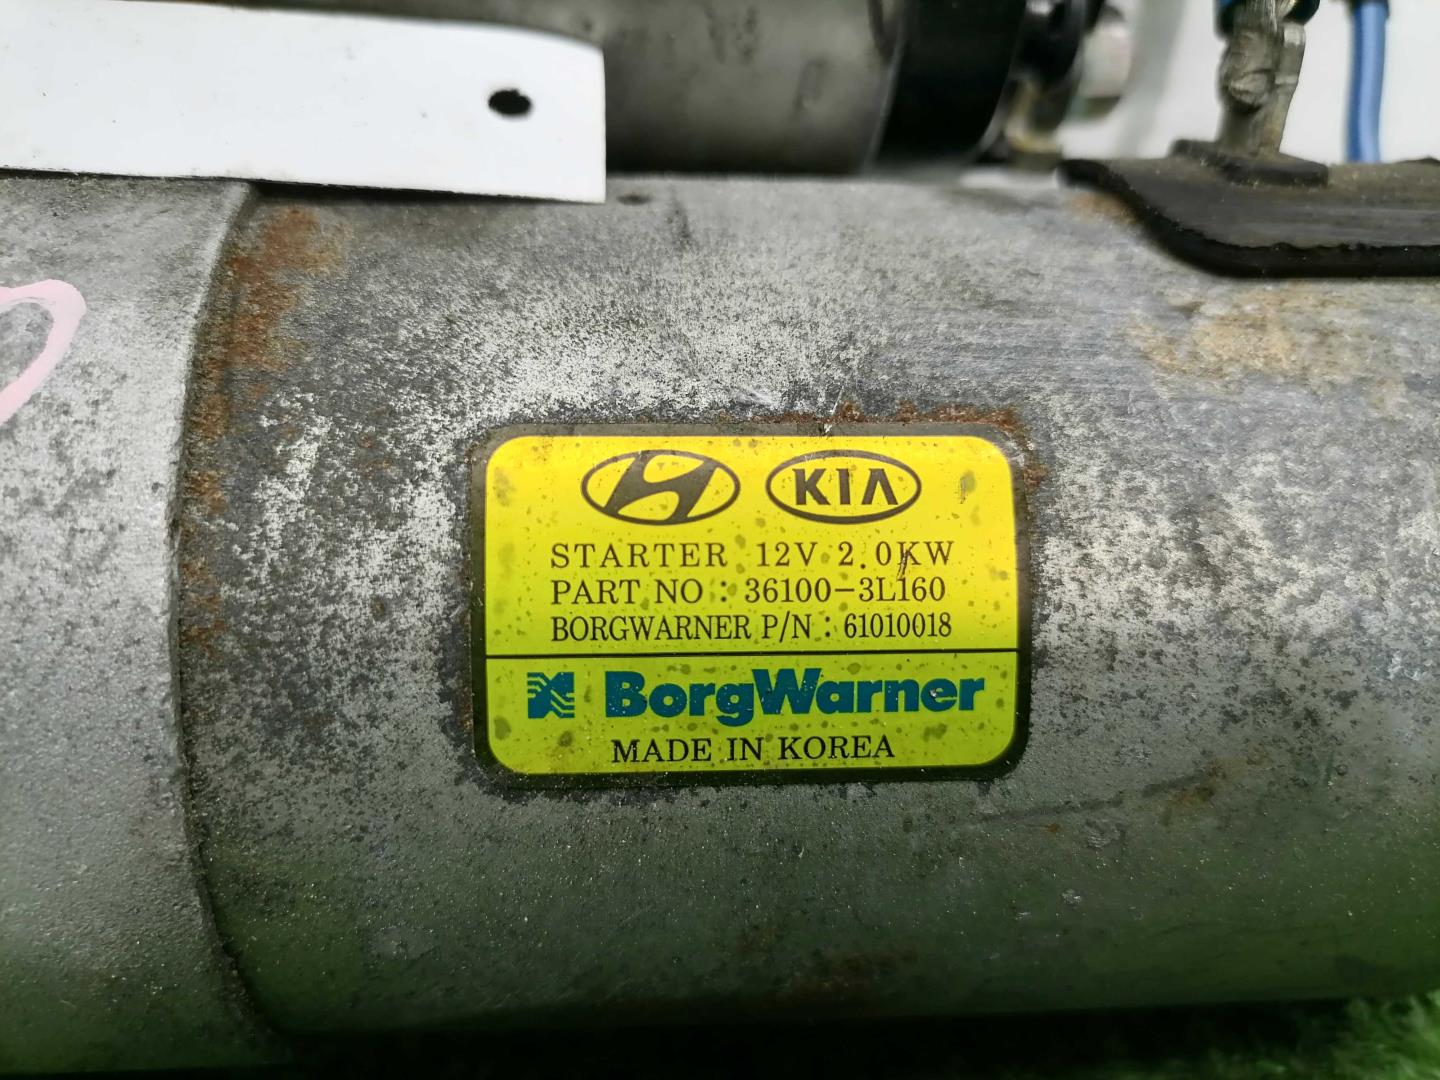 KIA
STARTER 12V 2.0KW
PART NO : 36100-3L160
BORGWARNER P/N : 61010018
BorgWarner
MADE IN KOREA